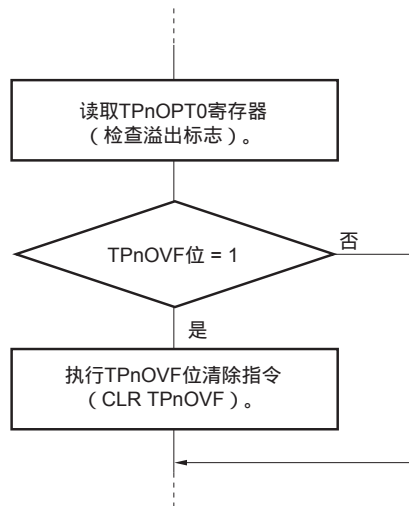 读取TPnOPT0寄存器
（检查溢出标志）。
TPnOVF位 = 1
否
是
执行TPnOVF位清除指令
（CLR TPnOVF）。